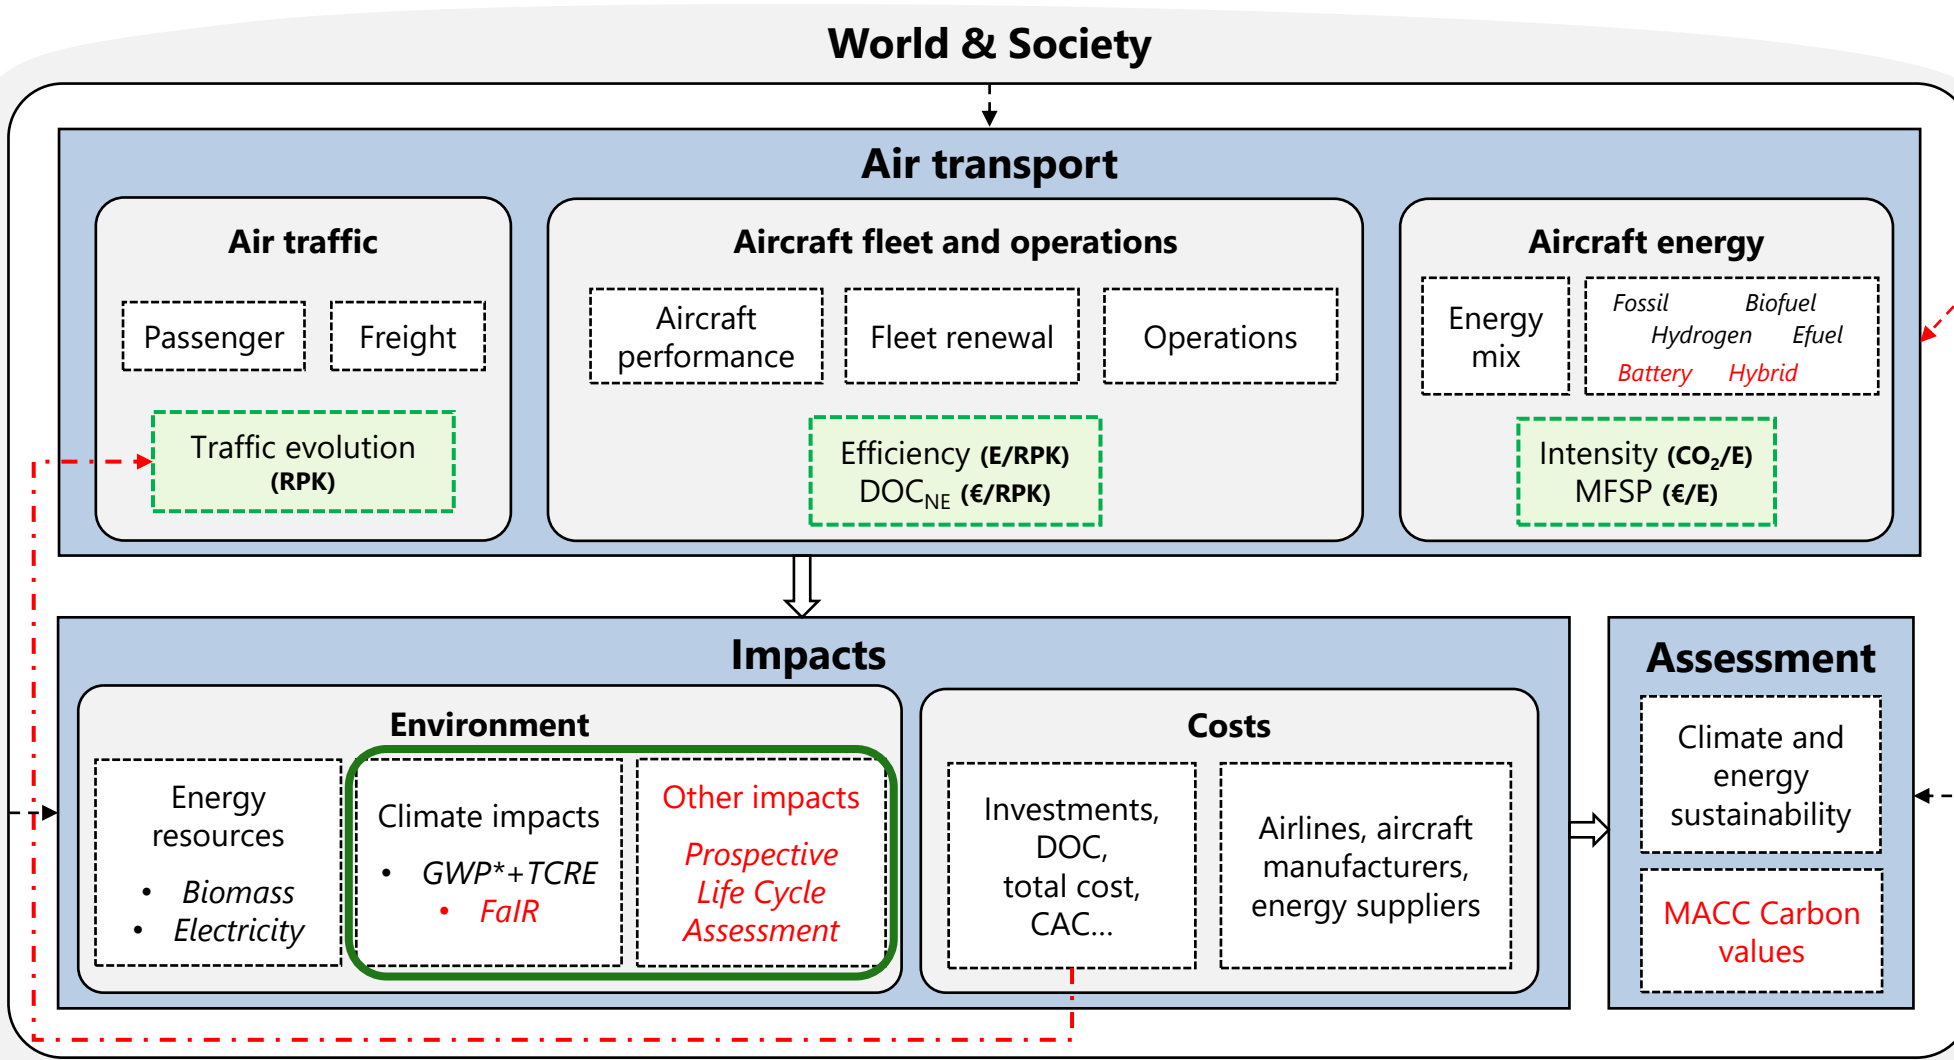 World & Society
Air transport
Air traffic
Passenger
Freight
Traffic evolution
(RPK)
Aircraft fleet and operations
Aircraft
performance
Fleet renewal
Operations
Efficiency (E/RPK)
DOC_NE (€/RPK)
Aircraft energy
Energy
mix
Fossil Biofuel
Hydrogen Efuel
Battery Hybrid
Intensity (CO₂/E)
MFSP (€/E)
Impacts
Environment
Energy
resources
• Biomass
• Electricity
Climate impacts
• GWP*+TCRE
• FaIR
Other impacts
Prospective
Life Cycle
Assessment
Costs
Investments,
DOC,
total cost,
CAC...
Airlines, aircraft
manufacturers,
energy suppliers
Assessment
Climate and
energy
sustainability
MACC Carbon
values